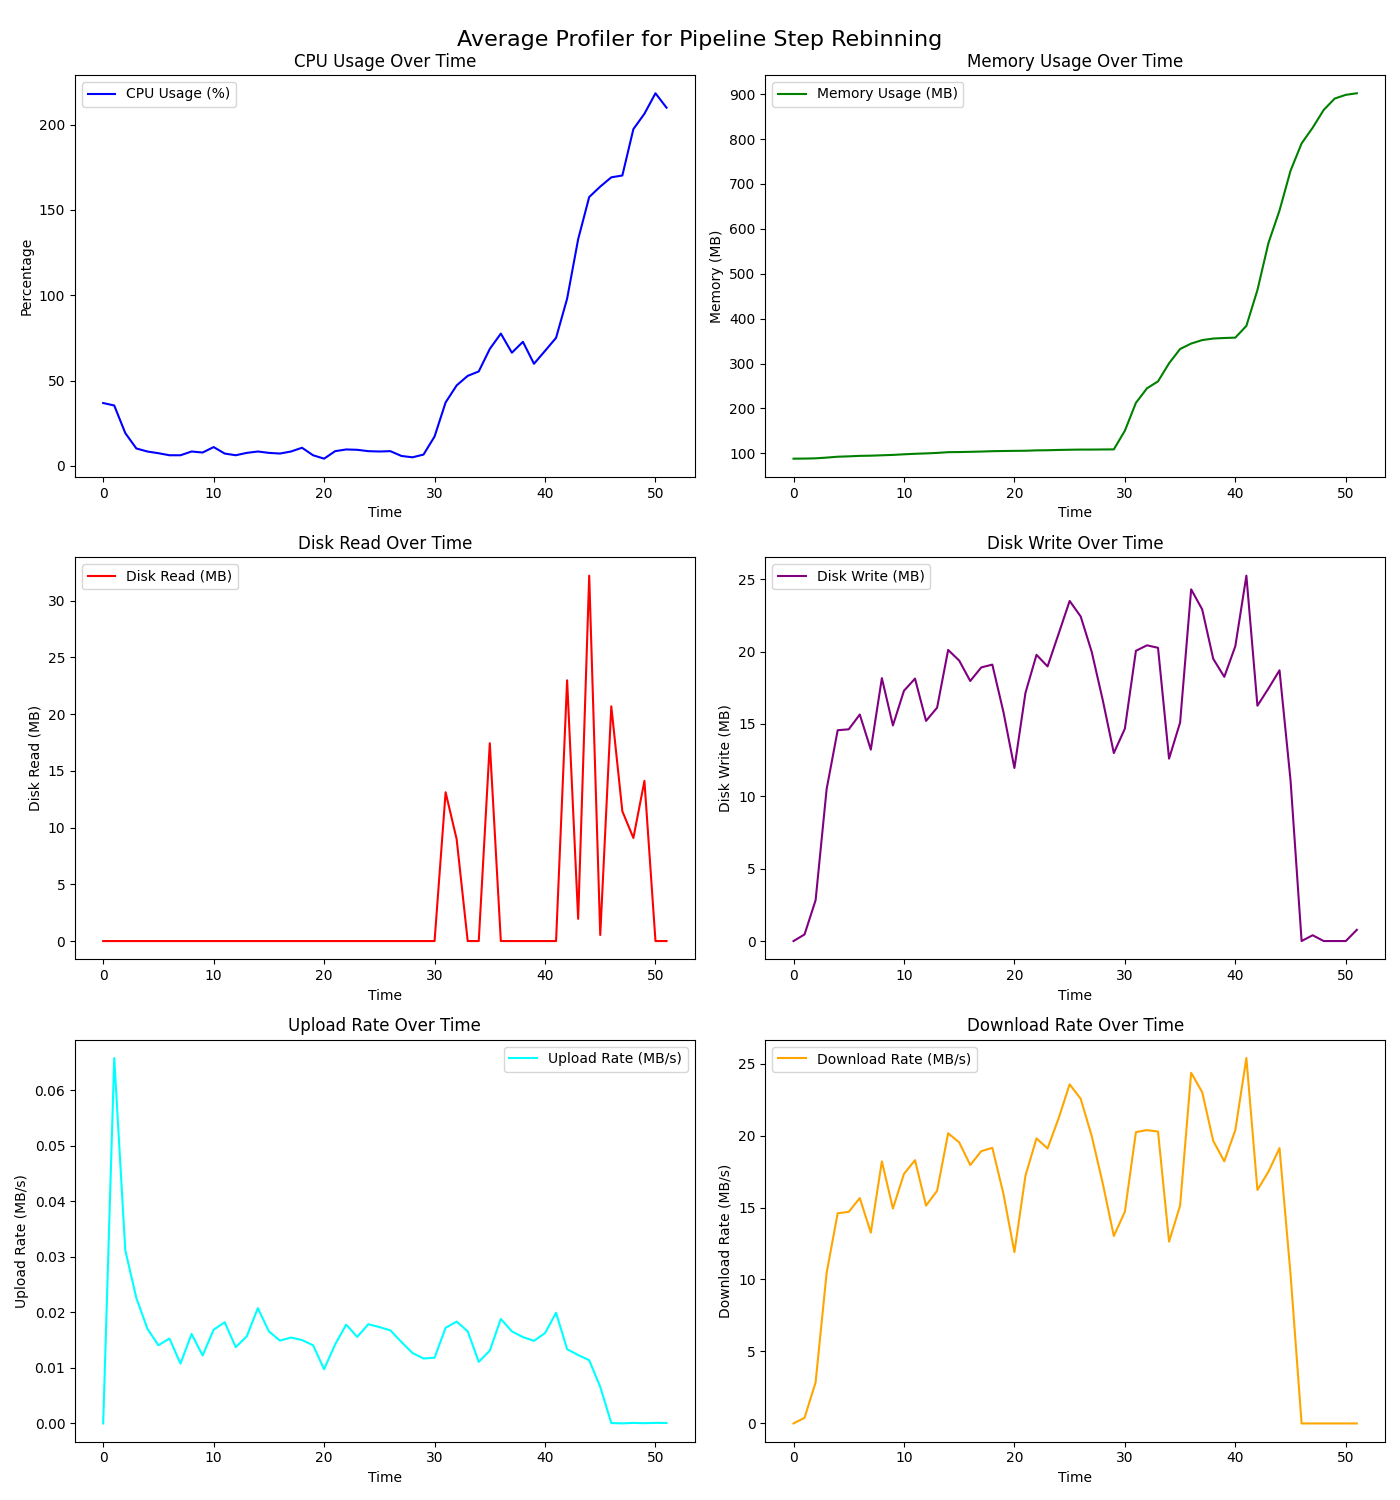 Average Profiler for Pipeline Step Rebinning
CPU Usage Over Time
CPU Usage (%)
Percentage
200
150
100
50
0
0 10 20 30 40 50
Time
Memory Usage Over Time
Memory Usage (MB)
Memory (MB)
900
800
700
600
500
400
300
200
100
0 10 20 30 40 50
Time
Disk Read Over Time
Disk Read (MB)
Disk Read (MB)
30
25
20
15
10
5
0
0 10 20 30 40 50
Time
Disk Write Over Time
Disk Write (MB)
Disk Write (MB)
25
20
15
10
5
0
0 10 20 30 40 50
Time
Upload Rate Over Time
Upload Rate (MB/s)
Upload Rate (MB/s)
0.06
0.05
0.04
0.03
0.02
0.01
0.00
0 10 20 30 40 50
Time
Download Rate Over Time
Download Rate (MB/s)
Download Rate (MB/s)
25
20
15
10
5
0
0 10 20 30 40 50
Time